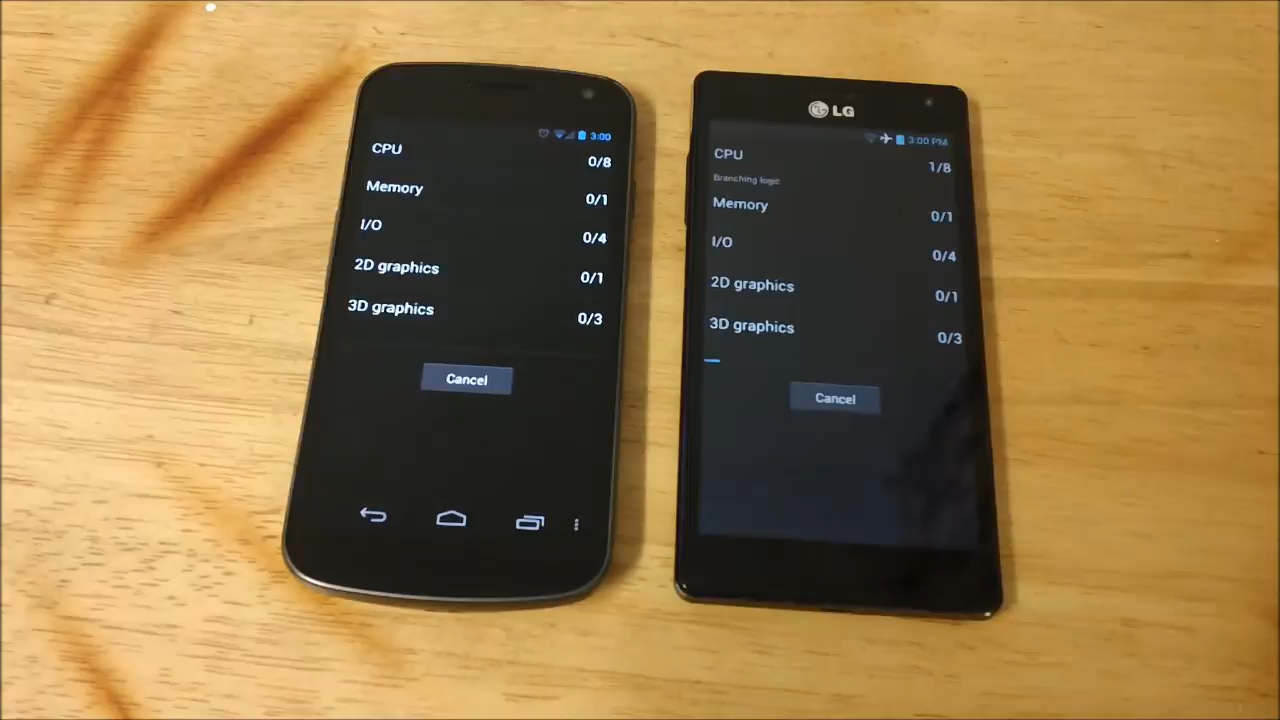 3:00
CPU
0/8
Memory
0/1
I/O
0/4
2D graphics
0/1
3D graphics
0/3
Cancel
LG
3:00 PM
CPU
1/8
Branching logic
Memory
0/1
I/O
0/4
2D graphics
0/1
3D graphics
0/3
Cancel